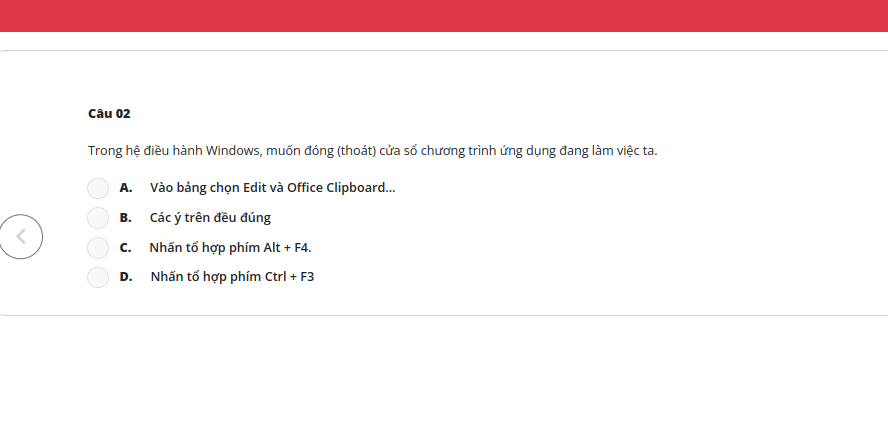 Câu 02
Trong hệ điều hành Windows, muốn đóng (thoát) cửa sổ chương trình ứng dụng đang làm việc ta.
A. Vào bảng chọn Edit và Office Clipboard...
B. Các ý trên đều đúng
C. Nhấn tổ hợp phím Alt + F4.
D. Nhấn tổ hợp phím Ctrl + F3